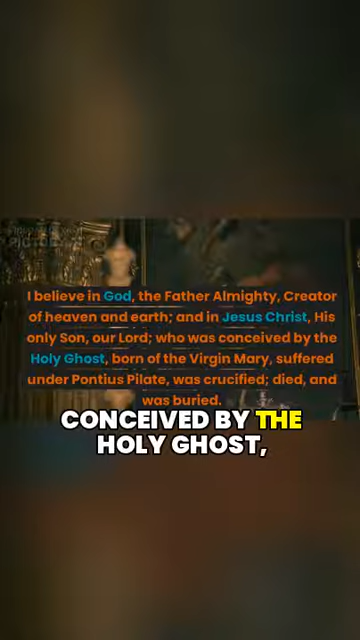 PICTORY
I believe in God, the Father Almighty, Creator
of heaven and earth; and in Jesus Christ, His
only Son, our Lord; who was conceived by the
Holy Ghost, born of the Virgin Mary, suffered
under Pontius Pilate, was crucified; died, and
was buried.
CONCEIVED BY THE
HOLY GHOST,